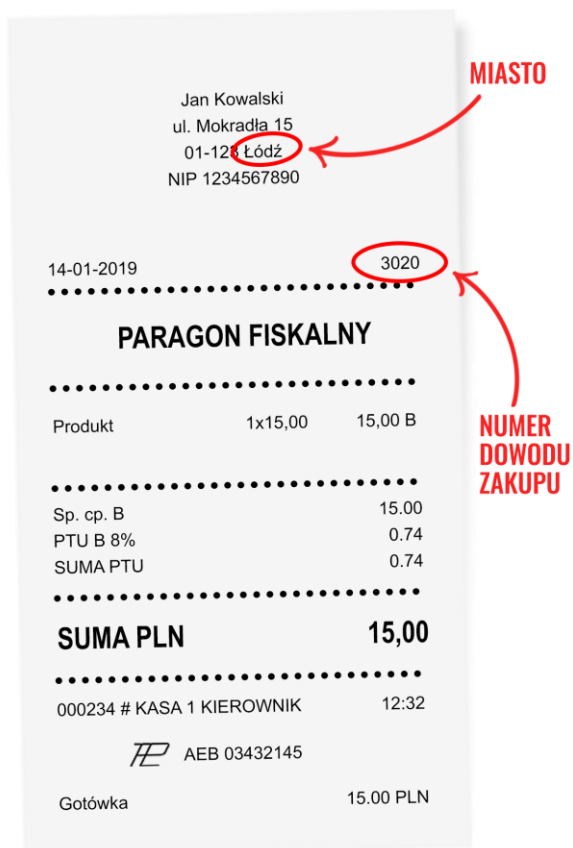 MIASTO
Jan Kowalski
ul. Mokradła 15
01-123 Łódź
NIP 1234567890
14-01-2019 3020
PARAGON FISKALNY
Produkt 1x15,00 15,00 B
NUMER
DOWODU
ZAKUPU
Sp. cp. B 15.00
PTU B 8% 0.74
SUMA PTU 0.74
SUMA PLN 15,00
000234 # KASA 1 KIEROWNIK 12:32
AEB 03432145
Gotówka 15.00 PLN